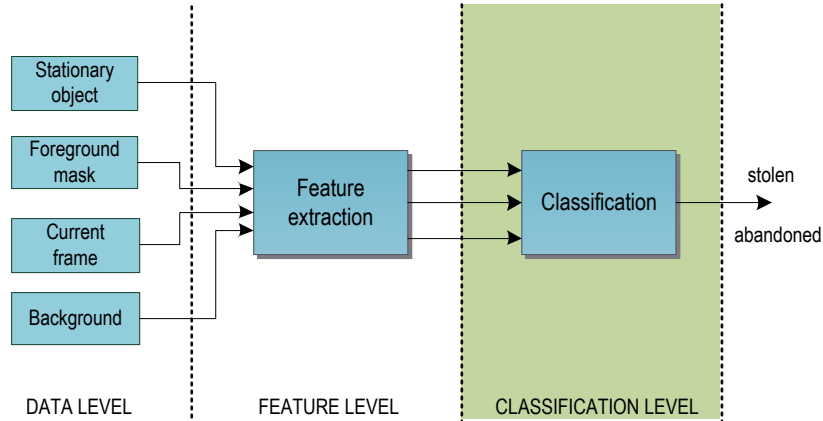 Stationary
object
Foreground
mask
Current
frame
Background
Feature
extraction
Classification
stolen
abandoned
DATA LEVEL
FEATURE LEVEL
CLASSIFICATION LEVEL